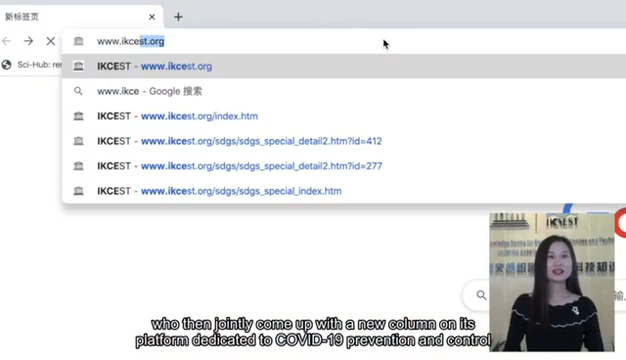 新标签页
www.ikcest.org
Sci-Hub: re
IKCEST - www.ikcest.org
www.ikce - Google 搜索
IKCEST - www.ikcest.org/index.htm
IKCEST - www.ikcest.org/sdgs/sdgs_special_detail2.htm?id=412
IKCEST - www.ikcest.org/sdgs/sdgs_special_detail2.htm?id=277
IKCEST - www.ikcest.org/sdgs/sdgs_special_index.htm
IKCEST
who then jointly come up with a new column on its
platform dedicated to COVID-19 prevention and control